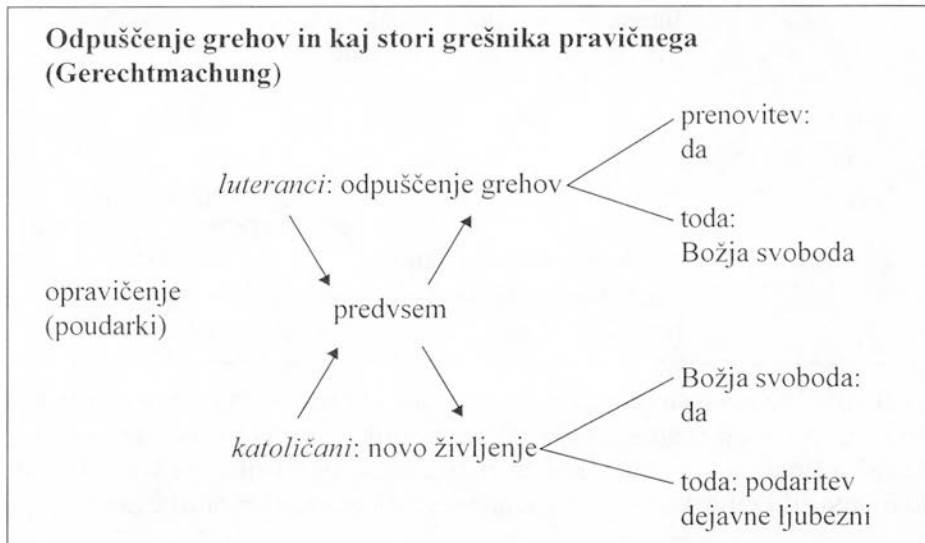 Odpuščenje grehov in kaj stori grešnika pravičnega
(Gerechtmachung)
prenovitev:
da
luteranci: odpuščenje grehov
toda:
Božja svoboda
opravičenje
(poudarki)
predvsem
Božja svoboda:
da
katoličani: novo življenje
toda: podaritev
dejavne ljubezni